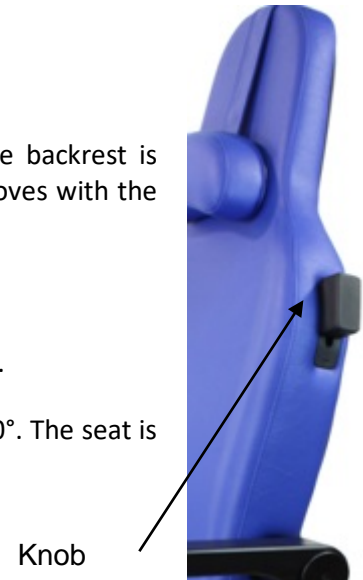 e backrest is
oves with the
.
0°. The seat is
Knob